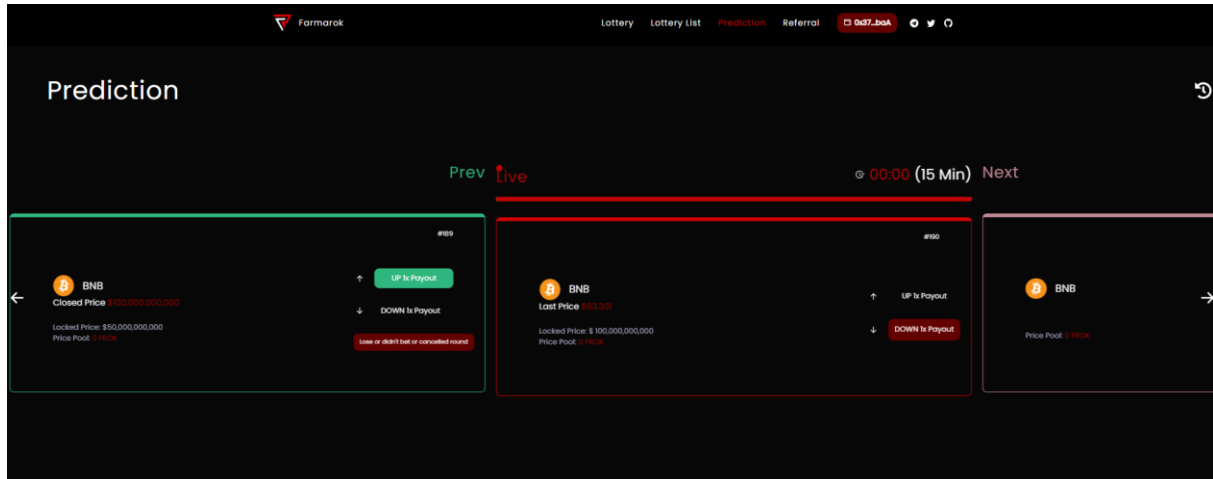 Farmarok
Lottery Lottery List Prediction Referral 0x37...baA
Prediction
Prev
Live
00:00 (15 Min)
Next
#189
BNB
Closed Price $100,000,000,000
Locked Price: $50,000,000,000
Price Pool: 0 FROK
UP 1x Payout
DOWN 1x Payout
Lose or didn't bet or cancelled round
#190
BNB
Last Price $93,301
Locked Price: $ 100,000,000,000
Price Pool: 0 FROK
UP 1x Payout
DOWN 1x Payout
BNB
Price Pool: 0 FROK